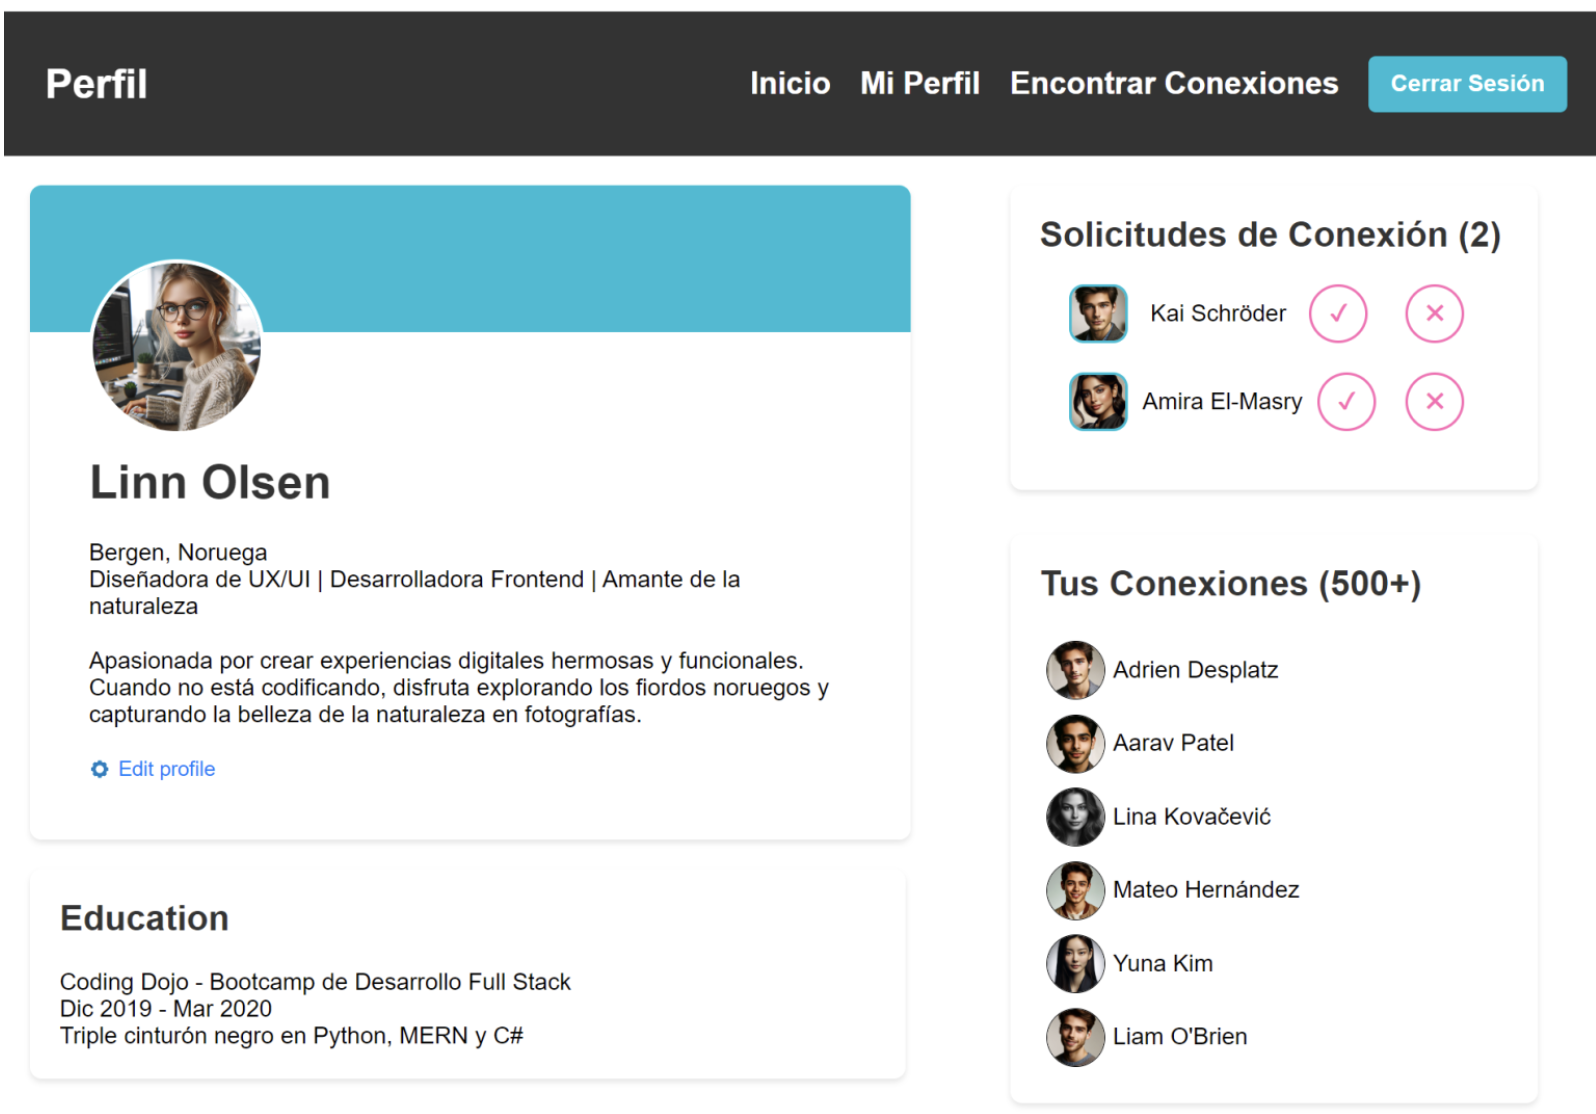 Perfil
Inicio Mi Perfil Encontrar Conexiones Cerrar Sesión
Linn Olsen
Bergen, Noruega
Diseñadora de UX/UI | Desarrolladora Frontend | Amante de la
naturaleza
Apasionada por crear experiencias digitales hermosas y funcionales.
Cuando no está codificando, disfruta explorando los fiordos noruegos y
capturando la belleza de la naturaleza en fotografías.
Edit profile
Education
Coding Dojo - Bootcamp de Desarrollo Full Stack
Dic 2019 - Mar 2020
Triple cinturón negro en Python, MERN y C#
Solicitudes de Conexión (2)
Kai Schröder
Amira El-Masry
Tus Conexiones (500+)
Adrien Desplatz
Aarav Patel
Lina Kovačević
Mateo Hernández
Yuna Kim
Liam O'Brien